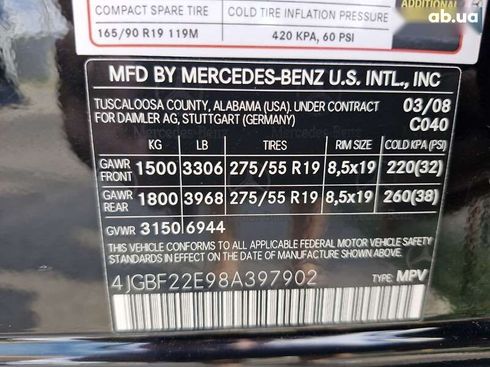 ab.ua
ADDITIONAL
COMPACT SPARE TIRE COLD TIRE INFLATION PRESSURE
165/90 R19 119M 420 KPA, 60 PSI
MFD BY MERCEDES-BENZ U.S. INTL., INC
TUSCALOOSA COUNTY, ALABAMA (USA). UNDER CONTRACT 03/08
FOR DAIMLER AG, STUTTGART (GERMANY) C040
KG LB TIRES RIM SIZE COLD KPA (PSI)
GAWR FRONT 1500 3306 275/55 R19 8,5x19 220(32)
GAWR REAR 1800 3968 275/55 R19 8,5x19 260(38)
GVWR 3150 6944
THIS VEHICLE CONFORMS TO ALL APPLICABLE FEDERAL MOTOR VEHICLE SAFETY
STANDARDS IN EFFECT ON THE DATE OF MANUFACTURE SHOWN ABOVE.
4JGBF22E98A397902 TYPE: MPV